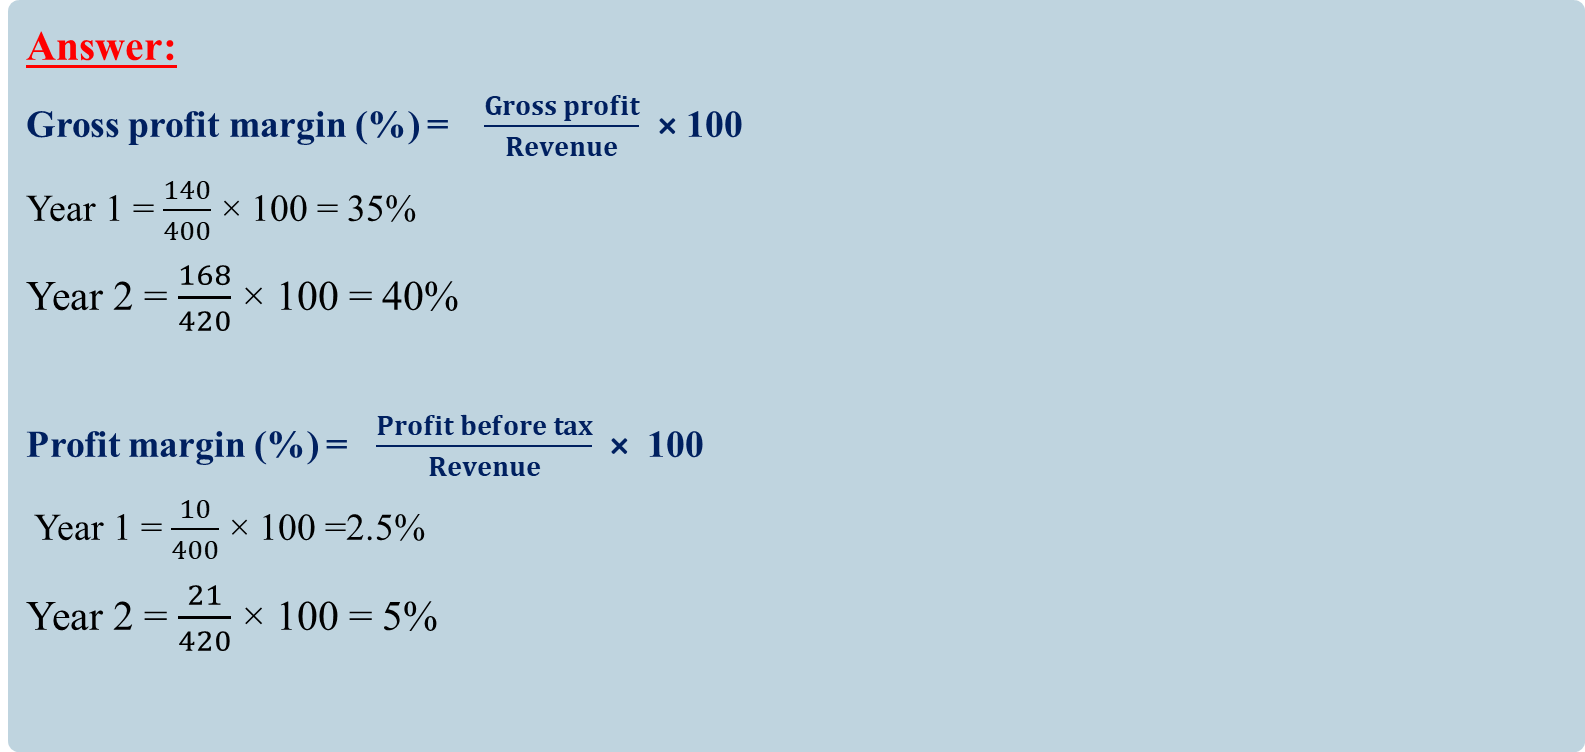 Answer:
Gross profit margin (%) = Gross profit / Revenue × 100
Year 1 = 140/400 × 100 = 35%
Year 2 = 168/420 × 100 = 40%
Profit margin (%) = Profit before tax / Revenue × 100
Year 1 = 10/400 × 100 =2.5%
Year 2 = 21/420 × 100 = 5%